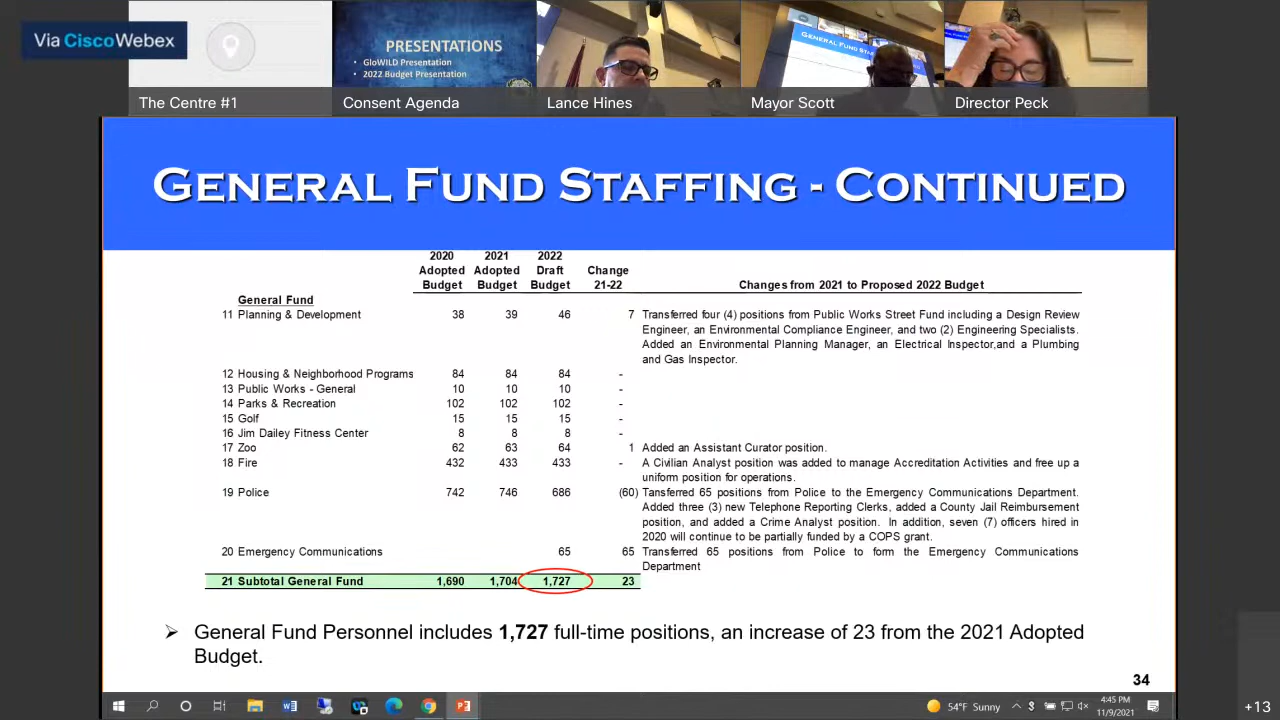 Via CiscoWebex
PRESENTATIONS
• GloWILD Presentation
• 2022 Budget Presentation
The Centre #1
Consent Agenda
Lance Hines
Mayor Scott
Director Peck
GENERAL FUND STAFFING - CONTINUED
2020 Adopted Budget
2021 Adopted Budget
2022 Draft Budget
Change 21-22
Changes from 2021 to Proposed 2022 Budget
General Fund
11 Planning & Development 38 39 46 7 Transferred four (4) positions from Public Works Street Fund including a Design Review
Engineer, an Environmental Compliance Engineer, and two (2) Engineering Specialists.
Added an Environmental Planning Manager, an Electrical Inspector,and a Plumbing
and Gas Inspector.
12 Housing & Neighborhood Programs 84 84 84 -
13 Public Works - General 10 10 10 -
14 Parks & Recreation 102 102 102 -
15 Golf 15 15 15 -
16 Jim Dailey Fitness Center 8 8 8 -
17 Zoo 62 63 64 1 Added an Assistant Curator position.
18 Fire 432 433 433 - A Civilian Analyst position was added to manage Accreditation Activities and free up a
uniform position for operations.
19 Police 742 746 686 (60) Transferred 65 positions from Police to the Emergency Communications Department.
Added three (3) new Telephone Reporting Clerks, added a County Jail Reimbursement
position, and added a Crime Analyst position. In addition, seven (7) officers hired in
2020 will continue to be partially funded by a COPS grant.
20 Emergency Communications 65 65 Transferred 65 positions from Police to form the Emergency Communications
Department
21 Subtotal General Fund 1,690 1,704 1,727 23
➢ General Fund Personnel includes 1,727 full-time positions, an increase of 23 from the 2021 Adopted
Budget.
34
54°F Sunny
4:45 PM
11/9/2021
+13